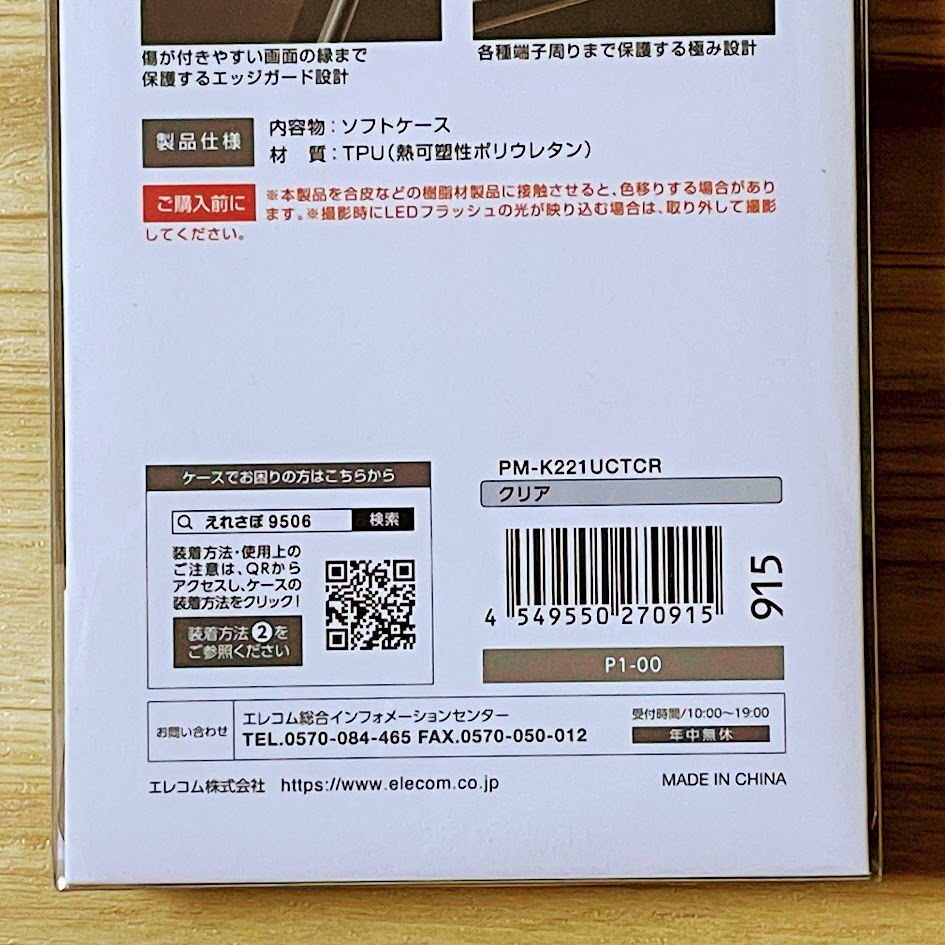 傷が付きやすい画面の縁まで
保護するエッジガード設計
各種端子周りまで保護する極み設計
製品仕様
内容物：ソフトケース
材　質：TPU（熱可塑性ポリウレタン）
ご購入前に
※本製品を合皮などの樹脂材製品に接触させると、色移りする場合があり
ます。※撮影時にLEDフラッシュの光が映り込む場合は、取り外して撮影
してください。
ケースでお困りの方はこちらから
えれさぽ 9506
検索
装着方法・使用上の
ご注意は、QRから
アクセスし、ケースの
装着方法をクリック！
装着方法❷を
ご参照ください
PM-K221UCTCR
クリア
4 549550 270915
915
P1-00
お問い合わせ
エレコム総合インフォメーションセンター
TEL.0570-084-465 FAX.0570-050-012
受付時間/10:00～19:00
年中無休
エレコム株式会社 https://www.elecom.co.jp
MADE IN CHINA